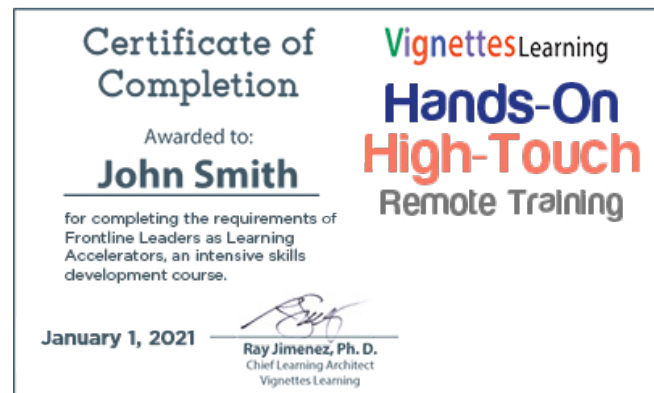 Certificate of
Completion
Awarded to:
John Smith
for completing the requirements of
Frontline Leaders as Learning
Accelerators, an intensive skills
development course.
January 1, 2021
Ray Jimenez, Ph. D.
Chief Learning Architect
Vignettes Learning
VignettesLearning
Hands-On
High-Touch
Remote Training